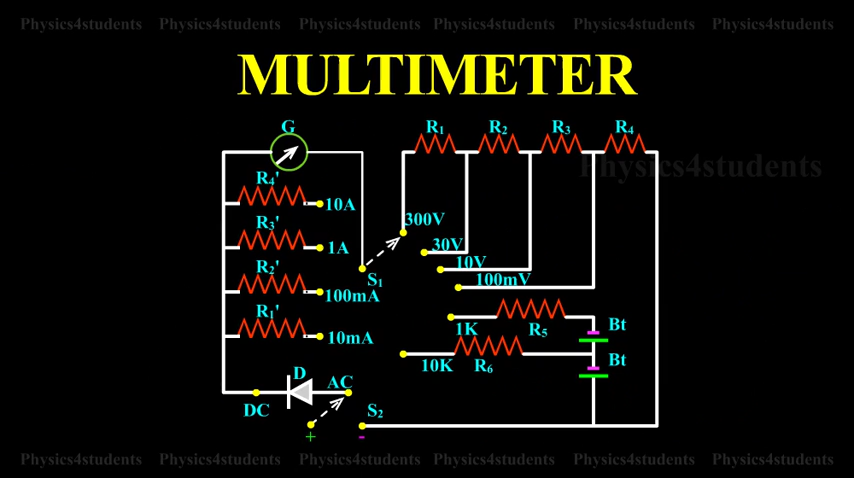 Physics4students Physics4students Physics4students Physics4students Physics4students Physics4students
MULTIMETER
G
R1 R2 R3 R4
Physics4students
R4'
10A
R3'
1A
R2'
100mA
R1'
10mA
300V
30V
10V
100mV
S1
1K R5 Bt
10K R6 Bt
D AC
DC
S2
+ -
Physics4students Physics4students Physics4students Physics4students Physics4students Physics4students